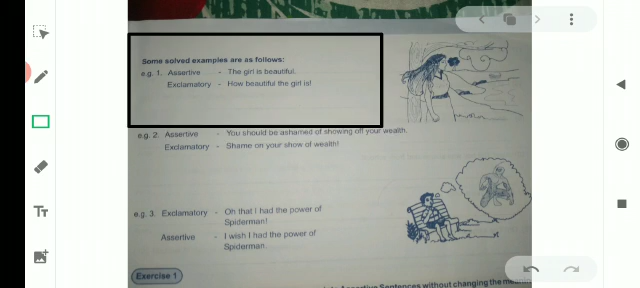 Some solved examples are as follows:
e.g. 1. Assertive - The girl is beautiful.
Exclamatory - How beautiful the girl is!
e.g. 2. Assertive - You should be ashamed of showing off your wealth.
Exclamatory - Shame on your show of wealth!
e.g. 3. Exclamatory - Oh that I had the power of
Spiderman!
Assertive - I wish I had the power of
Spiderman.
Exercise 1
Assertive Sentences without changing the
Tт